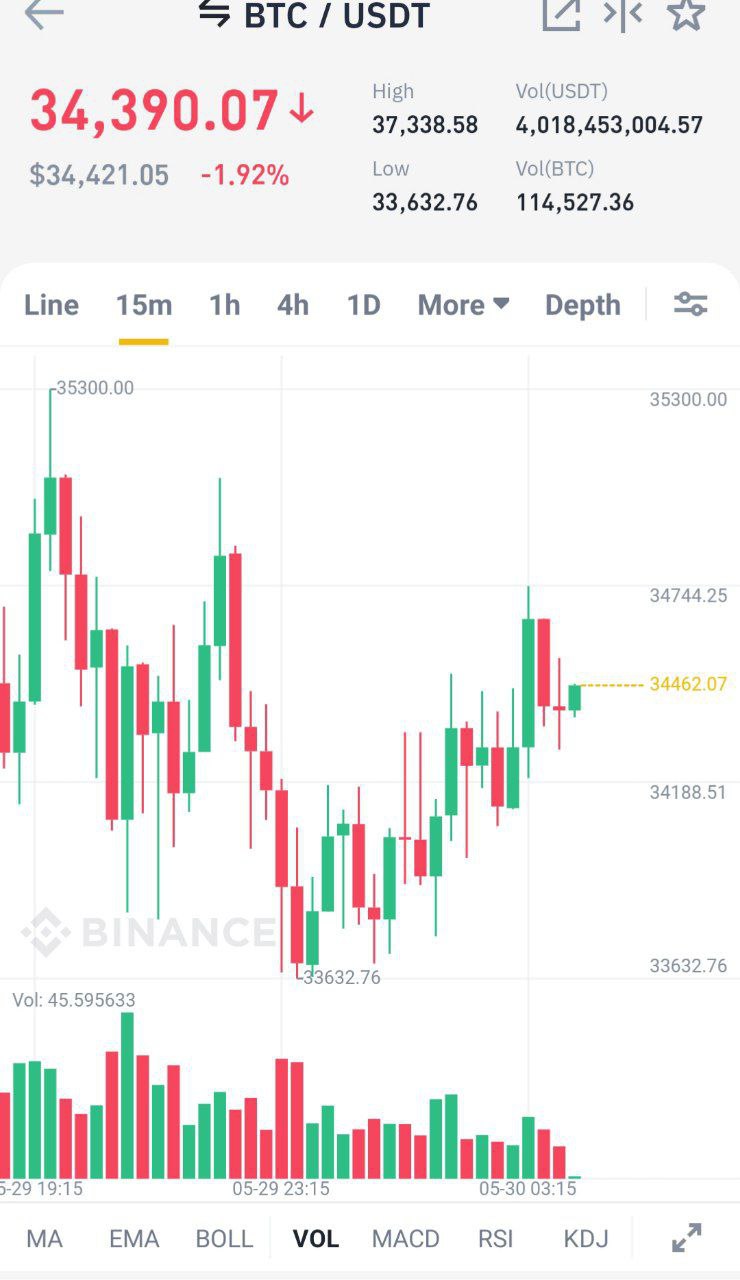 BTC / USDT
34,390.07↓
$34,421.05 -1.92%
High
37,338.58
Low
33,632.76
Vol(USDT)
4,018,453,004.57
Vol(BTC)
114,527.36
Line 15m 1h 4h 1D More Depth
35300.00
35300.00
34744.25
34462.07
34188.51
BINANCE
33632.76
33632.76
Vol: 45.595633
5-29 19:15 05-29 23:15 05-30 03:15
MA EMA BOLL VOL MACD RSI KDJ